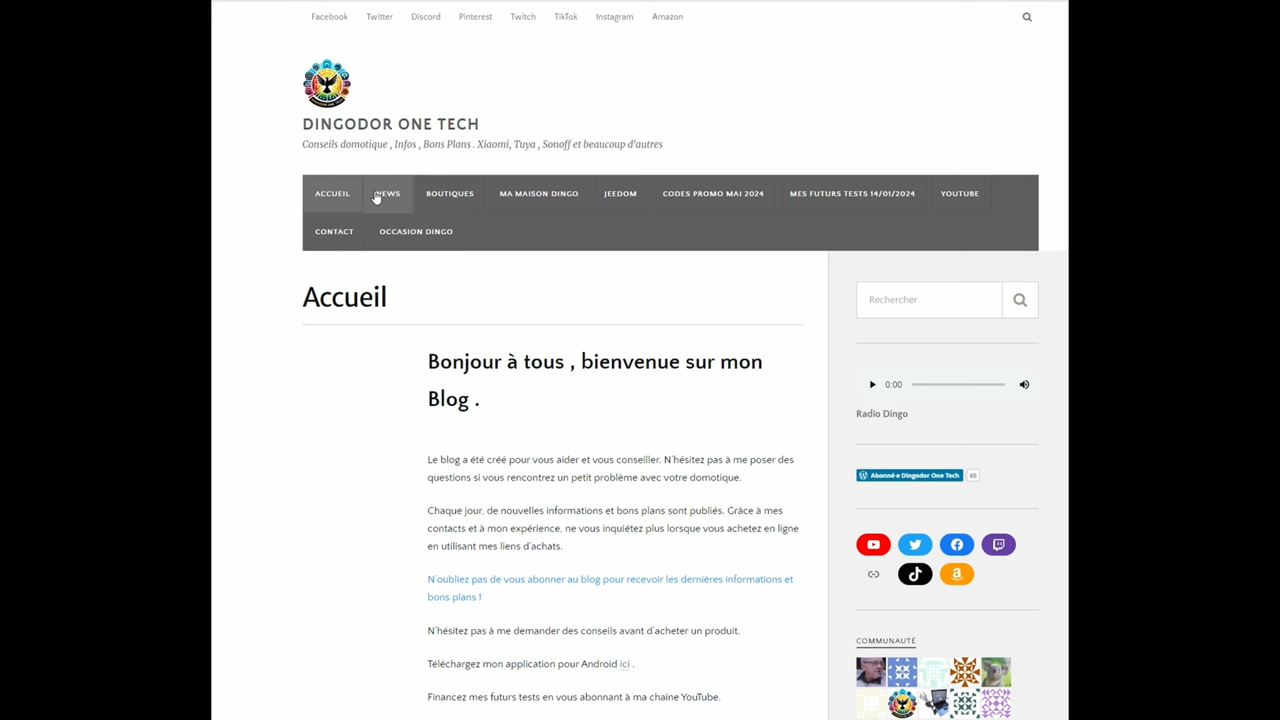 Facebook Twitter Discord Pinterest Twitch TikTok Instagram Amazon
DINGODOR ONE TECH
Conseils domotique , Infos , Bons Plans . Xiaomi, Tuya , Sonoff et beaucoup d'autres
ACCUEIL NEWS BOUTIQUES MA MAISON DINGO JEEDOM CODES PROMO MAI 2024 MES FUTURS TESTS 14/01/2024 YOUTUBE
CONTACT OCCASION DINGO
Accueil
Bonjour à tous , bienvenue sur mon
Blog .
Le blog a été créé pour vous aider et vous conseiller. N'hésitez pas à me poser des
questions si vous rencontrez un petit problème avec votre domotique.
Chaque jour, de nouvelles informations et bons plans sont publiés. Grâce à mes
contacts et à mon expérience, ne vous inquiétez plus lorsque vous achetez en ligne
en utilisant mes liens d'achats.
N'oubliez pas de vous abonner au blog pour recevoir les dernières informations et
bons plans !
N'hésitez pas à me demander des conseils avant d'acheter un produit.
Téléchargez mon application pour Android ici .
Financez mes futurs tests en vous abonnant à ma chaine YouTube.
Rechercher
0:00
Radio Dingo
Abonné·e Dingodor One Tech 65
COMMUNAUTÉ